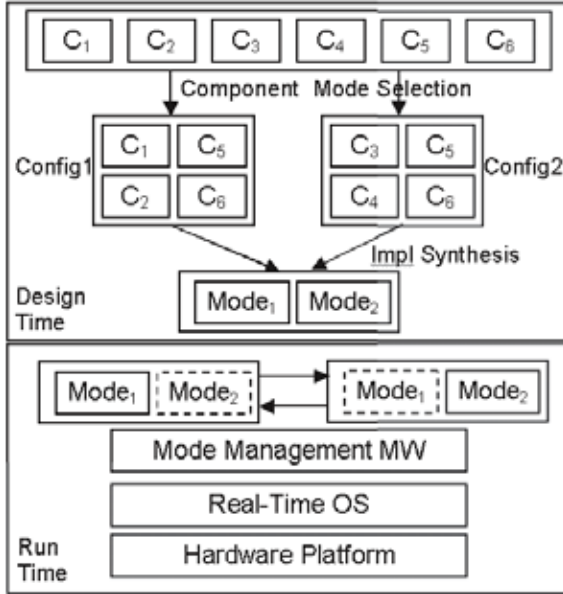 C₁ C₂ C₃ C₄ C₅ C₆
Component Mode Selection
Config1 C₁ C₅ C₃ C₅ Config2
C₂ C₆ C₄ C₆
Impl Synthesis
Design Time
Mode₁ Mode₂
Mode₁ Mode₂ Mode₁ Mode₂
Mode Management MW
Real-Time OS
Run Time
Hardware Platform